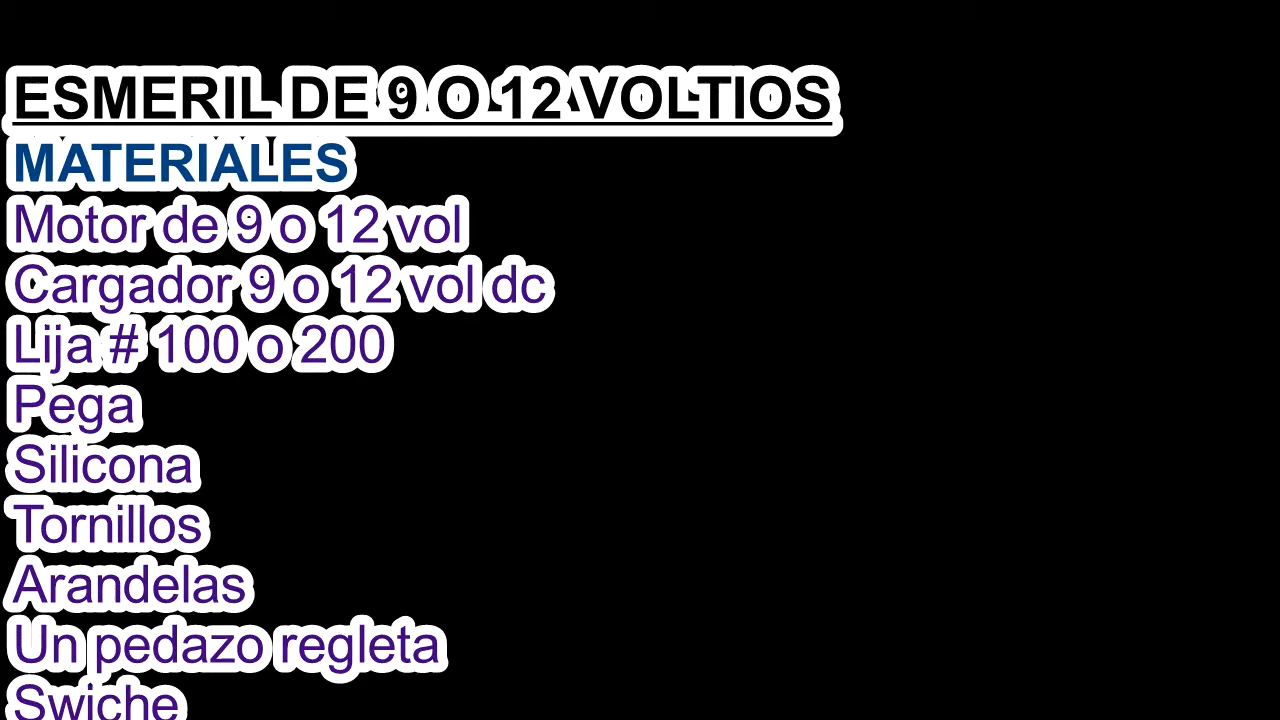 ESMERIL DE 9 O 12 VOLTIOS
MATERIALES
Motor de 9 o 12 vol
Cargador 9 o 12 vol dc
Lija # 100 o 200
Pega
Silicona
Tornillos
Arandelas
Un pedazo regleta
Swiche